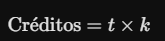 Créditos = t × k